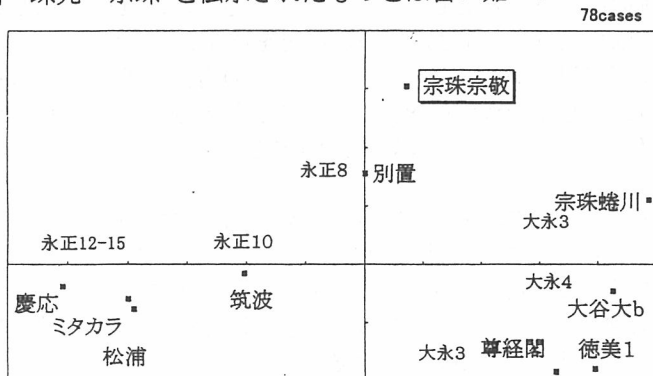 78cases
宗珠宗敬
永正8 別置
宗珠蜷川
大永3
永正12-15 永正10
慶応 筑波 大永4
大谷大b
ミタカラ
松浦 大永3 尊経閣 徳美1